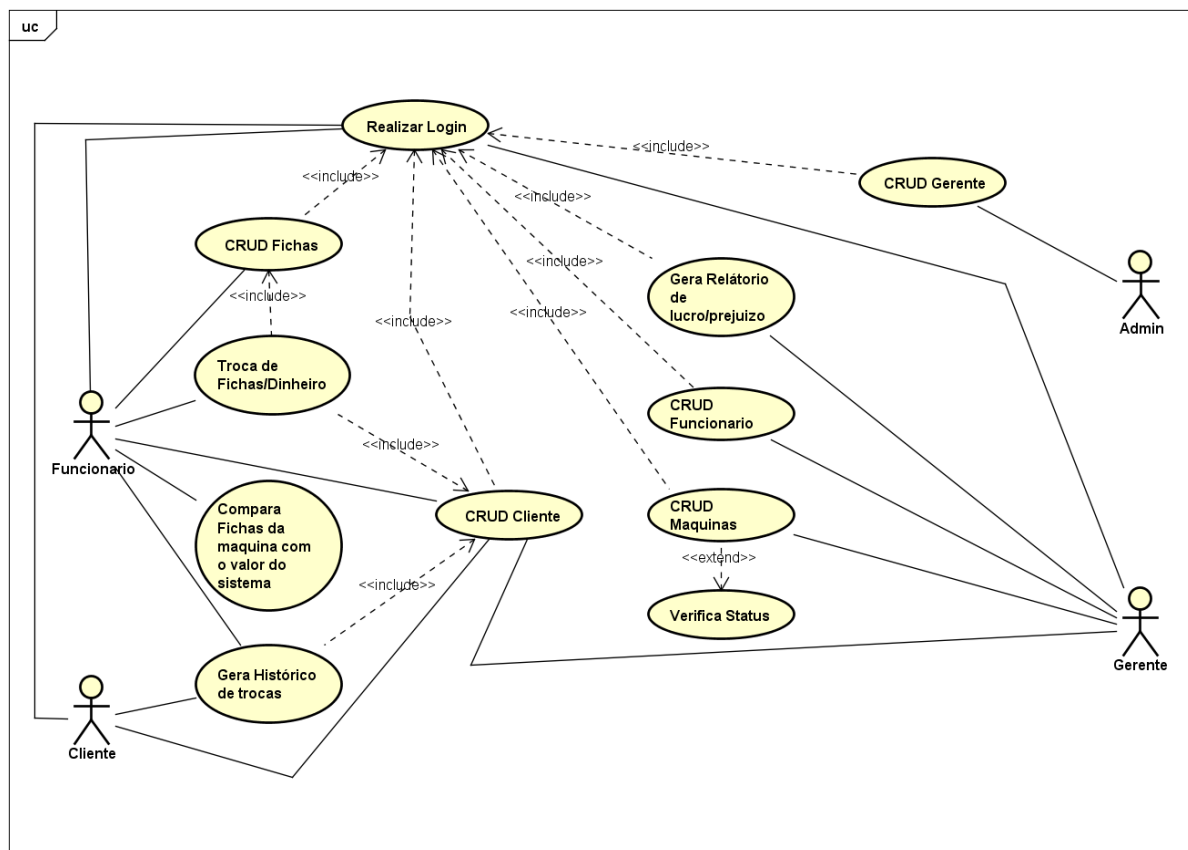 uc
Realizar Login
<<include>>
CRUD Gerente
<<include>>
<<include>>
CRUD Fichas
Gera Relátorio
de
lucro/prejuizo
<<include>>
<<include>>
<<include>>
<<include>>
Admin
Troca de
Fichas/Dinheiro
CRUD
Funcionario
<<include>>
Funcionario
CRUD Cliente
CRUD
Maquinas
Compara
Fichas da
maquina com
o valor do
sistema
<<extend>>
<<include>>
Verifica Status
Gerente
Gera Histórico
de trocas
Cliente